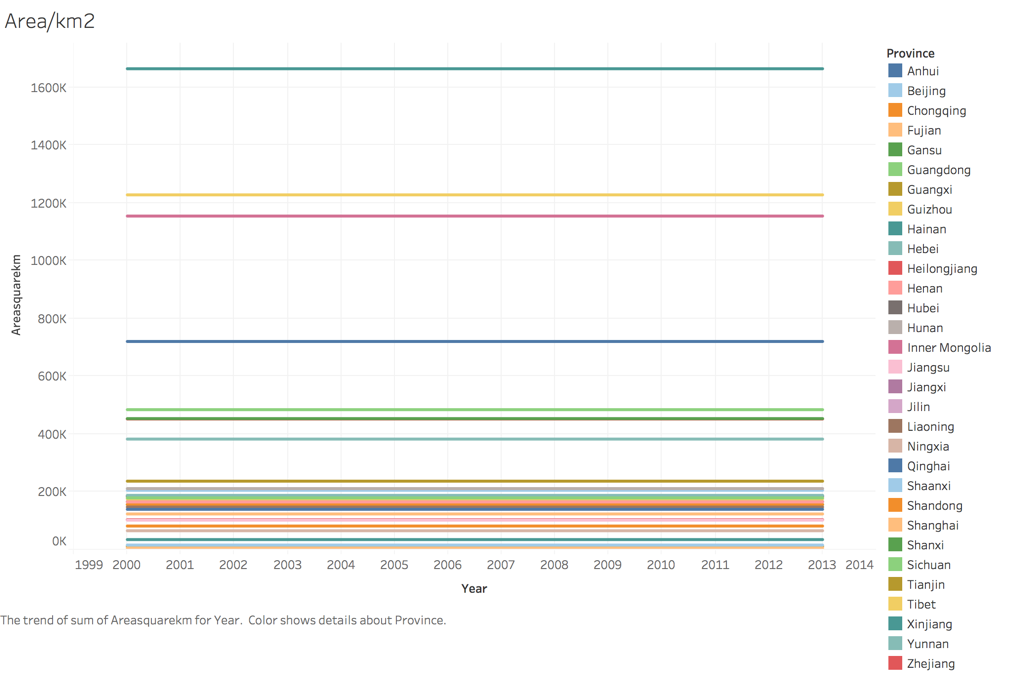 Area/km2
Areasquarekm
1600K
1400K
1200K
1000K
800K
600K
400K
200K
0K
1999 2000 2001 2002 2003 2004 2005 2006 2007 2008 2009 2010 2011 2012 2013 2014
Year
The trend of sum of Areasquarekm for Year. Color shows details about Province.
Province
Anhui
Beijing
Chongqing
Fujian
Gansu
Guangdong
Guangxi
Guizhou
Hainan
Hebei
Heilongjiang
Henan
Hubei
Hunan
Inner Mongolia
Jiangsu
Jiangxi
Jilin
Liaoning
Ningxia
Qinghai
Shaanxi
Shandong
Shanghai
Shanxi
Sichuan
Tianjin
Tibet
Xinjiang
Yunnan
Zhejiang